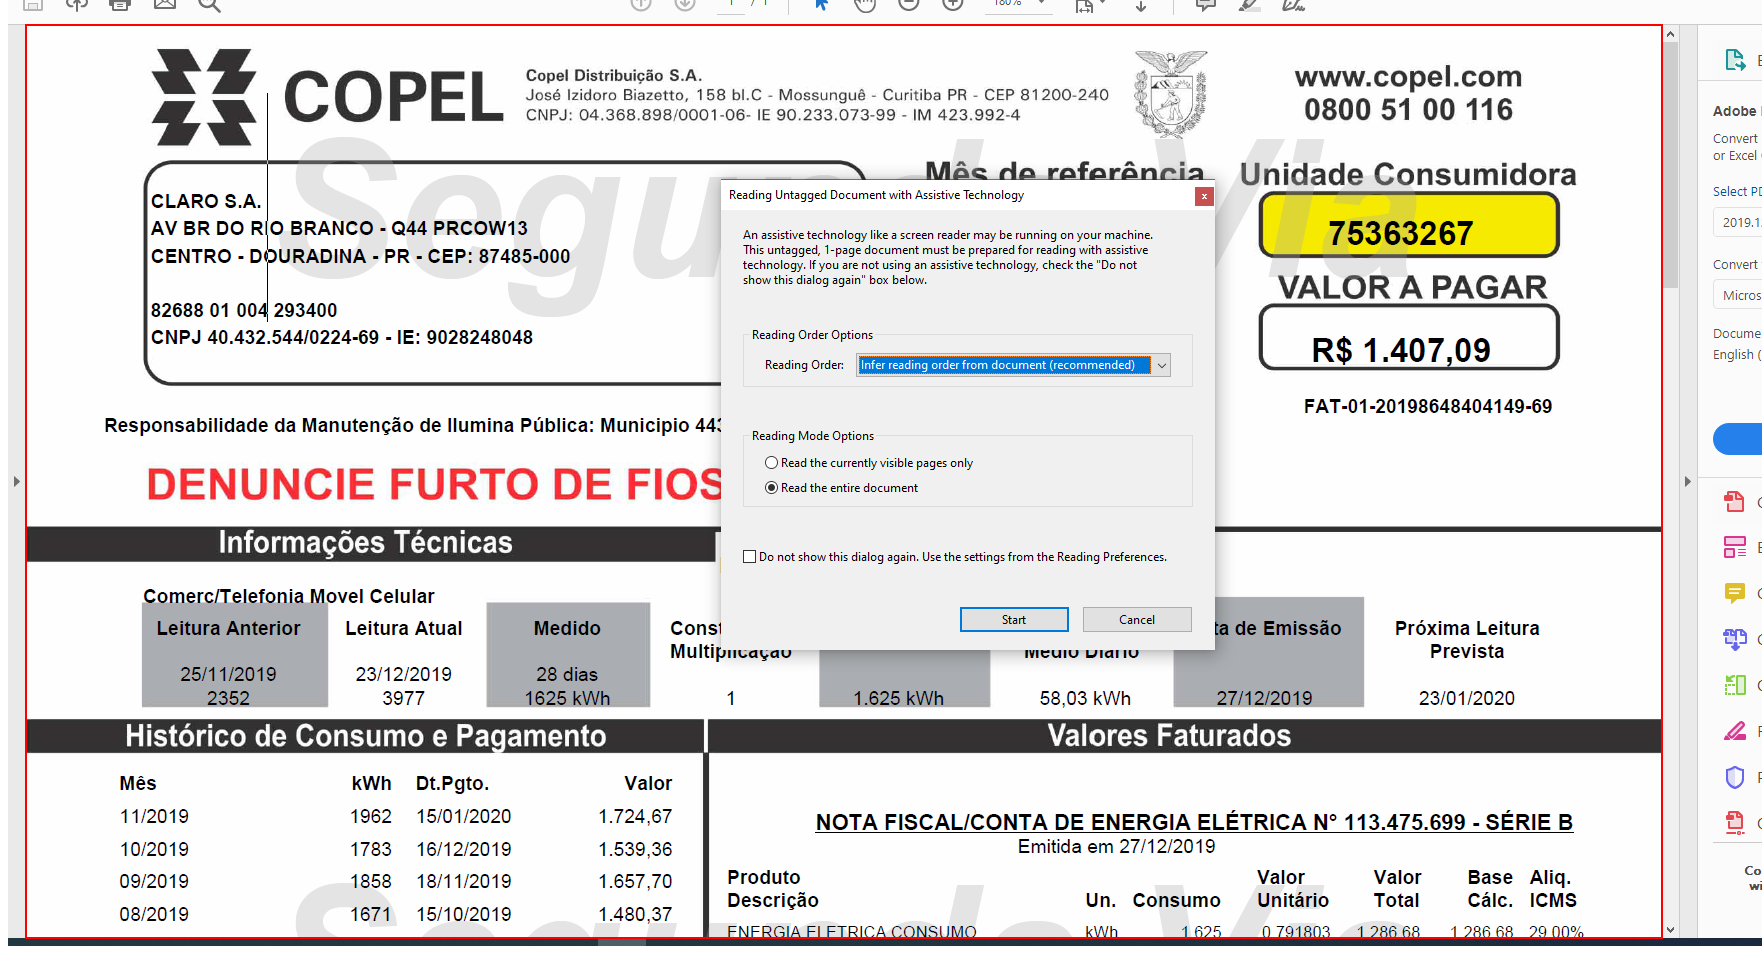 1 / 1
180%
COPEL
Copel Distribuição S.A.
José Izidoro Biazetto, 158 bl.C - Mossunguê - Curitiba PR - CEP 81200-240
CNPJ: 04.368.898/0001-06- IE 90.233.073-99 - IM 423.992-4
www.copel.com
0800 51 00 116
CLARO S.A.
AV BR DO RIO BRANCO - Q44 PRCOW13
CENTRO - DOURADINA - PR - CEP: 87485-000
82688 01 004 293400
CNPJ 40.432.544/0224-69 - IE: 9028248048
Mês de referência
Unidade Consumidora
75363267
VALOR A PAGAR
R$ 1.407,09
FAT-01-20198648404149-69
Responsabilidade da Manutenção de Ilumina Pública: Municipio 443
DENUNCIE FURTO DE FIOS
Reading Untagged Document with Assistive Technology
An assistive technology like a screen reader may be running on your machine.
This untagged, 1-page document must be prepared for reading with assistive
technology. If you are not using an assistive technology, check the "Do not
show this dialog again" box below.
Reading Order Options
Reading Order: Infer reading order from document (recommended)
Reading Mode Options
Read the currently visible pages only
Read the entire document
Do not show this dialog again. Use the settings from the Reading Preferences.
Start Cancel
Informações Técnicas
Comerc/Telefonia Movel Celular
Leitura Anterior Leitura Atual Medido Const Multiplicação Medio Diário ta de Emissão Próxima Leitura Prevista
25/11/2019 23/12/2019 28 dias
2352 3977 1625 kWh 1 1.625 kWh 58,03 kWh 27/12/2019 23/01/2020
Histórico de Consumo e Pagamento
Mês kWh Dt.Pgto. Valor
11/2019 1962 15/01/2020 1.724,67
10/2019 1783 16/12/2019 1.539,36
09/2019 1858 18/11/2019 1.657,70
08/2019 1671 15/10/2019 1.480,37
Valores Faturados
NOTA FISCAL/CONTA DE ENERGIA ELÉTRICA N° 113.475.699 - SÉRIE B
Emitida em 27/12/2019
Produto Valor Valor Base Aliq.
Descrição Un. Consumo Unitário Total Cálc. ICMS
ENERGIA ELETRICA CONSUMO kWh 1.625 0,791803 1.286,68 1.286,68 29,00%
Segunda Via
Segunda Via
Adobe
Convert
or Excel
Select PD
2019.1
Convert
Micros
Docume
English (
Co
wi